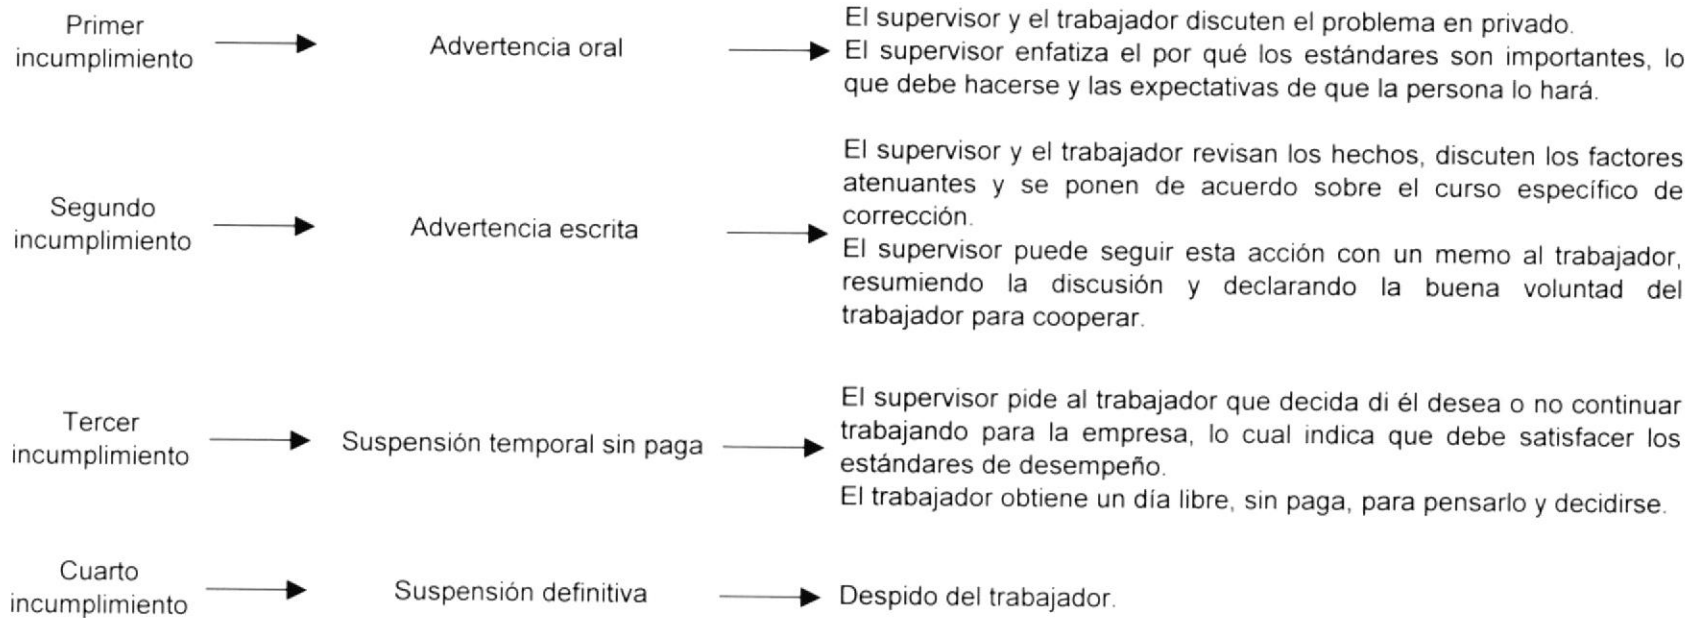 Primer
incumplimiento
Advertencia oral
El supervisor y el trabajador discuten el problema en privado.
El supervisor enfatiza el por qué los estándares son importantes, lo
que debe hacerse y las expectativas de que la persona lo hará.
Segundo
incumplimiento
Advertencia escrita
El supervisor y el trabajador revisan los hechos, discuten los factores
atenuantes y se ponen de acuerdo sobre el curso específico de
corrección.
El supervisor puede seguir esta acción con un memo al trabajador,
resumiendo la discusión y declarando la buena voluntad del
trabajador para cooperar.
Tercer
incumplimiento
Suspensión temporal sin paga
El supervisor pide al trabajador que decida di él desea o no continuar
trabajando para la empresa, lo cual indica que debe satisfacer los
estándares de desempeño.
El trabajador obtiene un día libre, sin paga, para pensarlo y decidirse.
Cuarto
incumplimiento
Suspensión definitiva
Despido del trabajador.